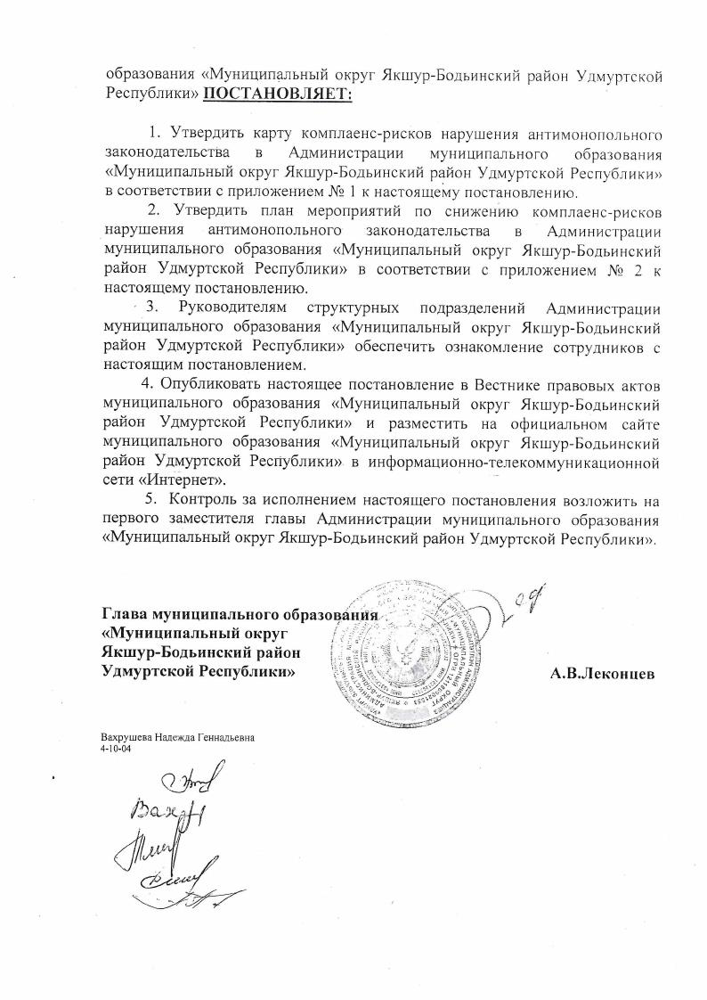 образования «Муниципальный округ Якшур-Бодьинский район Удмуртской
Республики» ПОСТАНОВЛЯЕТ:
1. Утвердить карту комплаенс-рисков нарушения антимонопольного
законодательства в Администрации муниципального образования
«Муниципальный округ Якшур-Бодьинский район Удмуртской Республики»
в соответствии с приложением № 1 к настоящему постановлению.
2. Утвердить план мероприятий по снижению комплаенс-рисков
нарушения антимонопольного законодательства в Администрации
муниципального образования «Муниципальный округ Якшур-Бодьинский
район Удмуртской Республики» в соответствии с приложением № 2 к
настоящему постановлению.
3. Руководителям структурных подразделений Администрации
муниципального образования «Муниципальный округ Якшур-Бодьинский
район Удмуртской Республики» обеспечить ознакомление сотрудников с
настоящим постановлением.
4. Опубликовать настоящее постановление в Вестнике правовых актов
муниципального образования «Муниципальный округ Якшур-Бодьинский
район Удмуртской Республики» и разместить на официальном сайте
муниципального образования «Муниципальный округ Якшур-Бодьинский
район Удмуртской Республики» в информационно-телекоммуникационной
сети «Интернет».
5. Контроль за исполнением настоящего постановления возложить на
первого заместителя главы Администрации муниципального образования
«Муниципальный округ Якшур-Бодьинский район Удмуртской Республики».
Глава муниципального образования
«Муниципальный округ
Якшур-Бодьинский район
Удмуртской Республики»
А.В.Леконцев
Вахрушева Надежда Геннадьевна
4-10-04